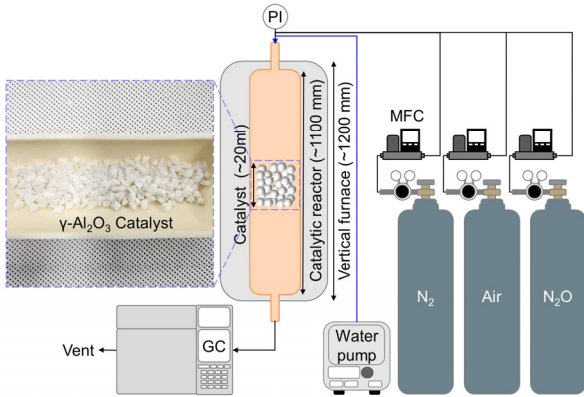 PI
MFC
γ-Al2O3 Catalyst
Catalyst (~20ml)
Catalytic reactor (~1100 mm)
Vertical furnace (~1200 mm)
N2
Air
N2O
Vent
GC
Water
pump